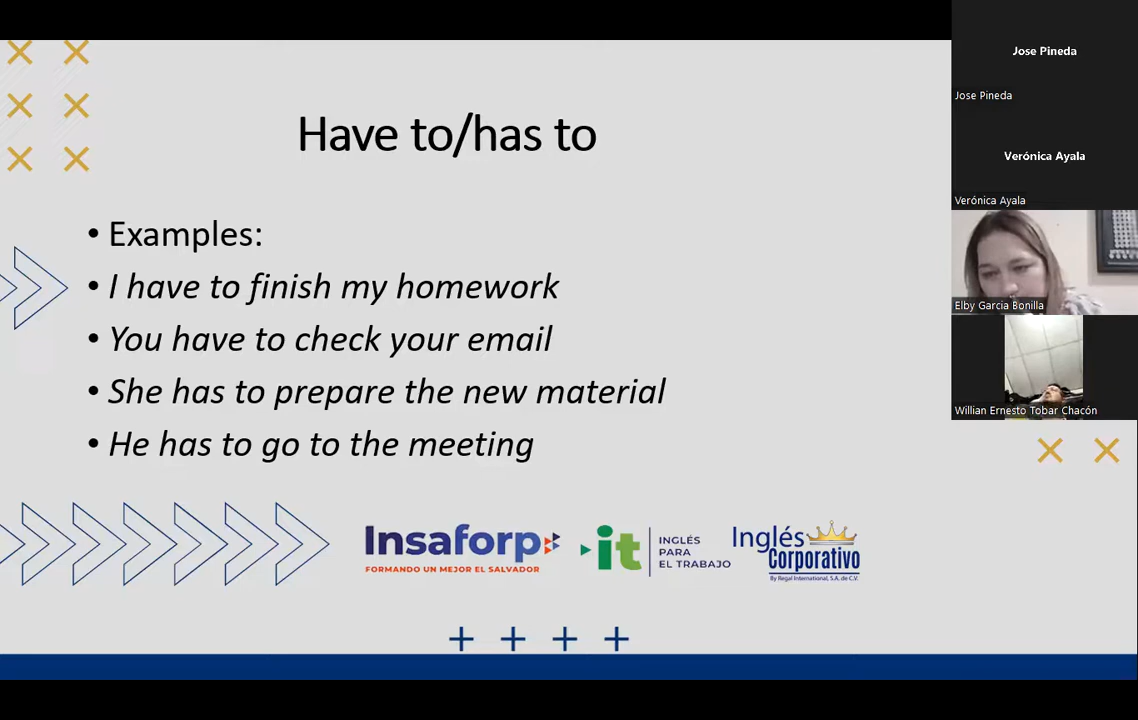 Have to/has to
• Examples:
• I have to finish my homework
• You have to check your email
• She has to prepare the new material
• He has to go to the meeting
Insaforp
FORMANDO UN MEJOR EL SALVADOR
it
INGLÉS
PARA
EL TRABAJO
Inglés
Corporativo
By Regal International, S.A. de C.V.
Jose Pineda
Jose Pineda
Verónica Ayala
Verónica Ayala
Elby Garcia Bonilla
Willian Ernesto Tobar Chacón